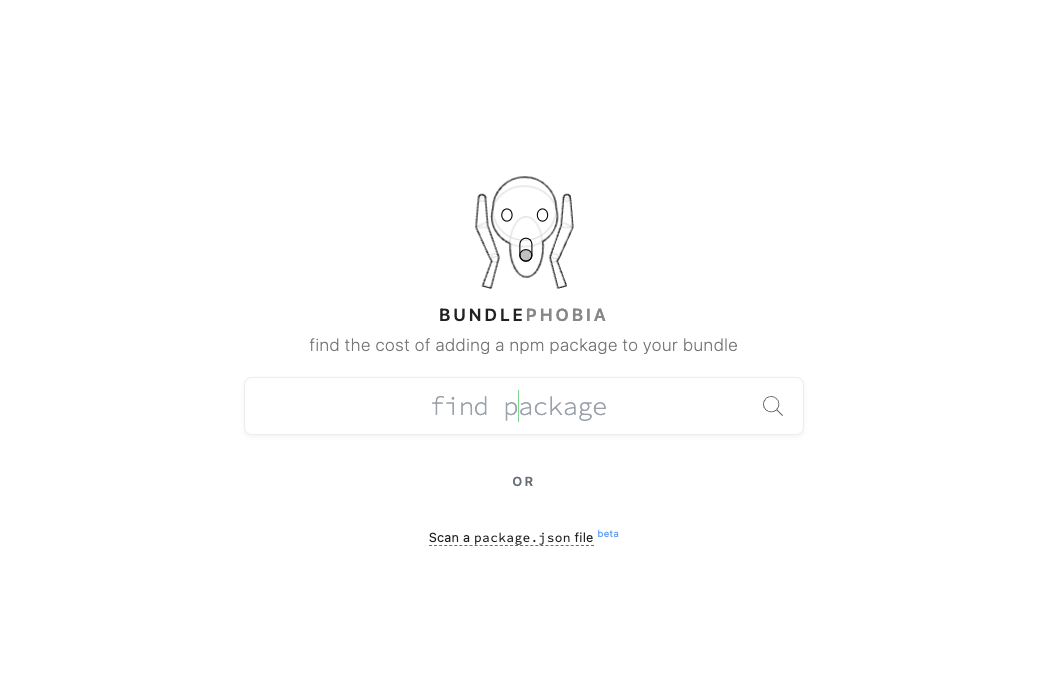 BUNDLEPHOBIA
find the cost of adding a npm package to your bundle
find package
OR
Scan a package.json file beta